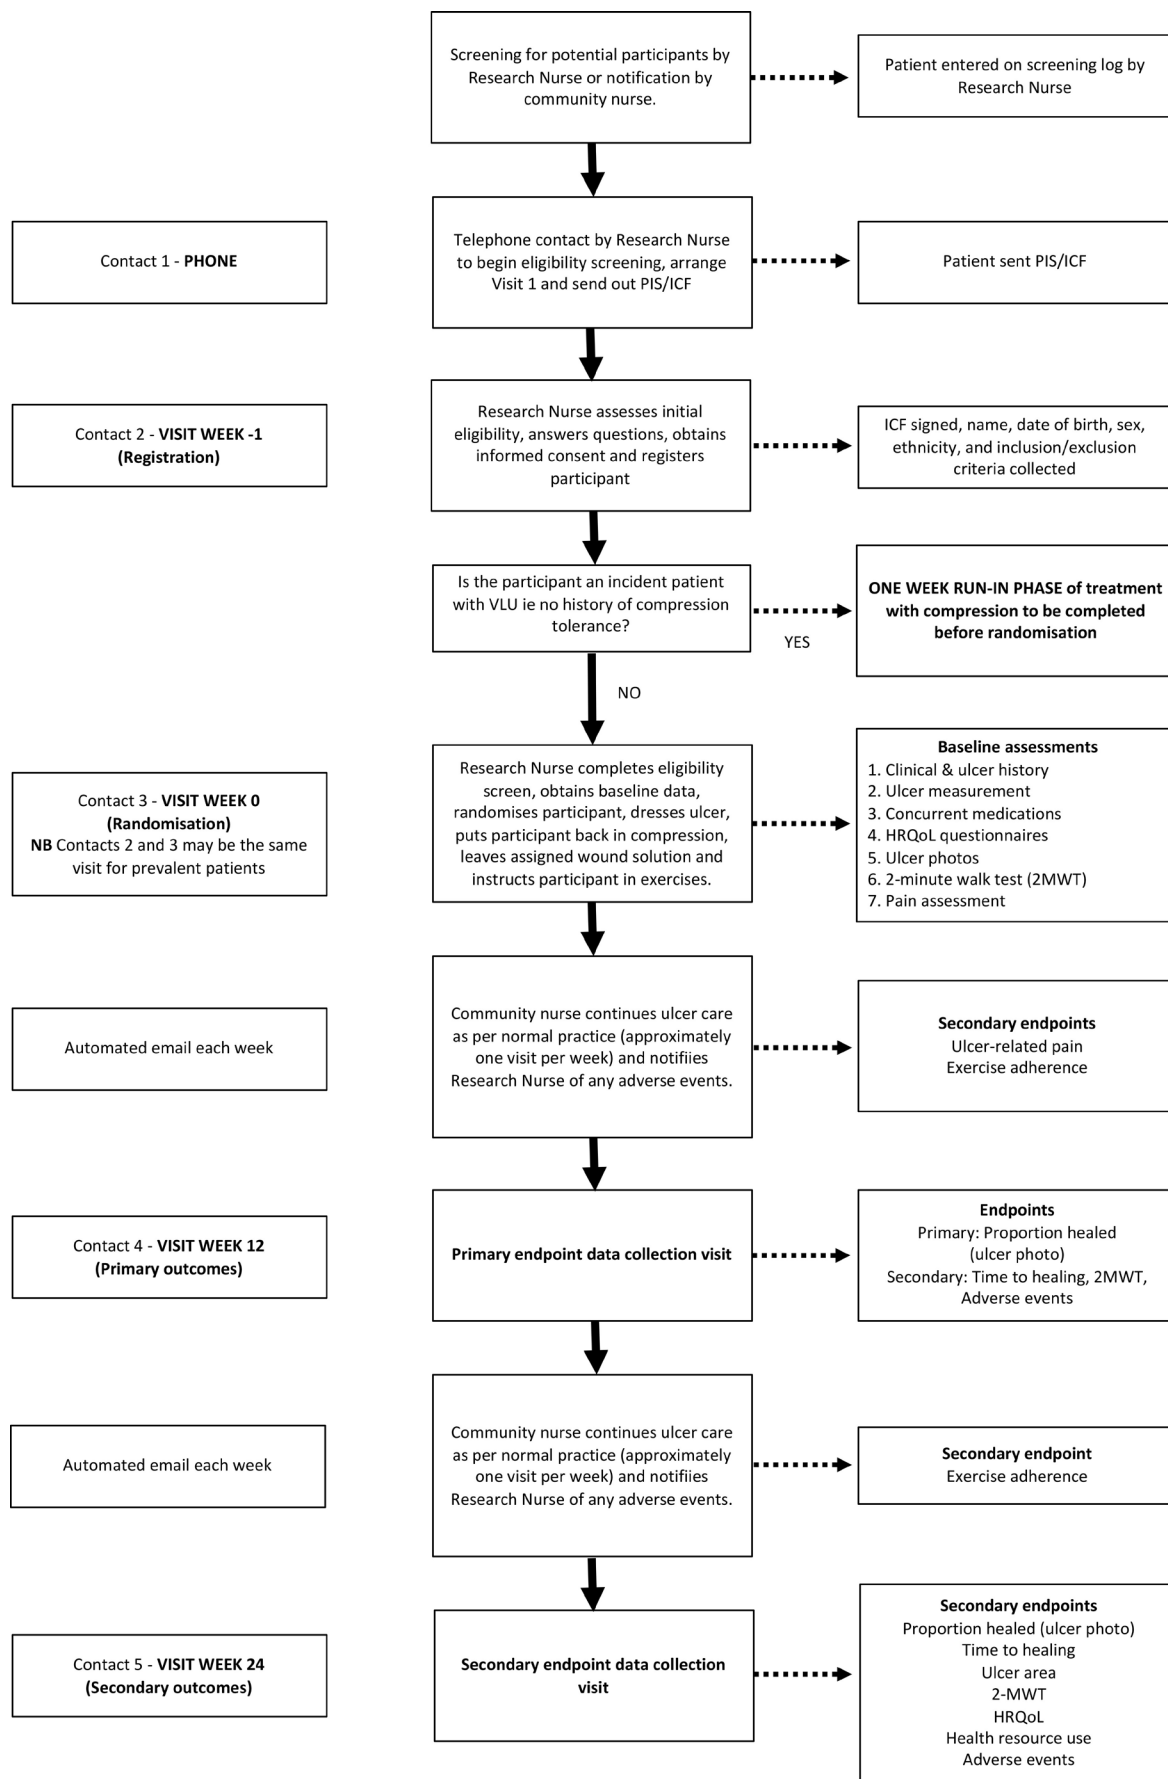 Screening for potential participants by
Research Nurse or notification by
community nurse.
Patient entered on screening log by
Research Nurse
Contact 1 - PHONE
Telephone contact by Research Nurse
to begin eligibility screening, arrange
Visit 1 and send out PIS/ICF
Patient sent PIS/ICF
Contact 2 - VISIT WEEK -1
(Registration)
Research Nurse assesses initial
eligibility, answers questions, obtains
informed consent and registers
participant
ICF signed, name, date of birth, sex,
ethnicity, and inclusion/exclusion
criteria collected
Is the participant an incident patient
with VLU ie no history of compression
tolerance?
YES
ONE WEEK RUN-IN PHASE of treatment
with compression to be completed
before randomisation
NO
Contact 3 - VISIT WEEK 0
(Randomisation)
NB Contacts 2 and 3 may be the same
visit for prevalent patients
Research Nurse completes eligibility
screen, obtains baseline data,
randomises participant, dresses ulcer,
puts participant back in compression,
leaves assigned wound solution and
instructs participant in exercises.
Baseline assessments
1. Clinical & ulcer history
2. Ulcer measurement
3. Concurrent medications
4. HRQoL questionnaires
5. Ulcer photos
6. 2-minute walk test (2MWT)
7. Pain assessment
Automated email each week
Community nurse continues ulcer care
as per normal practice (approximately
one visit per week) and notifiies
Research Nurse of any adverse events.
Secondary endpoints
Ulcer-related pain
Exercise adherence
Contact 4 - VISIT WEEK 12
(Primary outcomes)
Primary endpoint data collection visit
Endpoints
Primary: Proportion healed
(ulcer photo)
Secondary: Time to healing, 2MWT,
Adverse events
Automated email each week
Community nurse continues ulcer care
as per normal practice (approximately
one visit per week) and notifiies
Research Nurse of any adverse events.
Secondary endpoint
Exercise adherence
Contact 5 - VISIT WEEK 24
(Secondary outcomes)
Secondary endpoint data collection
visit
Secondary endpoints
Proportion healed (ulcer photo)
Time to healing
Ulcer area
2-MWT
HRQoL
Health resource use
Adverse events